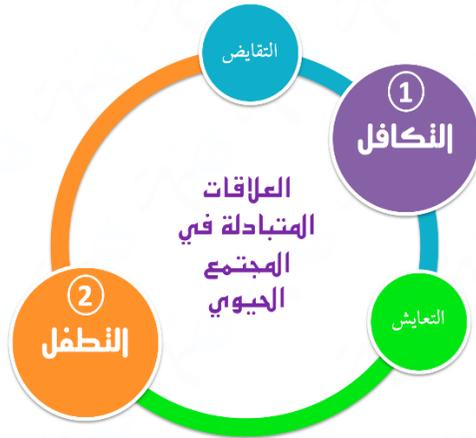 التقايض
①
التكافل
العلاقات
المتبادلة في
المجتمع
الحيوي
التعايش
②
التطفل